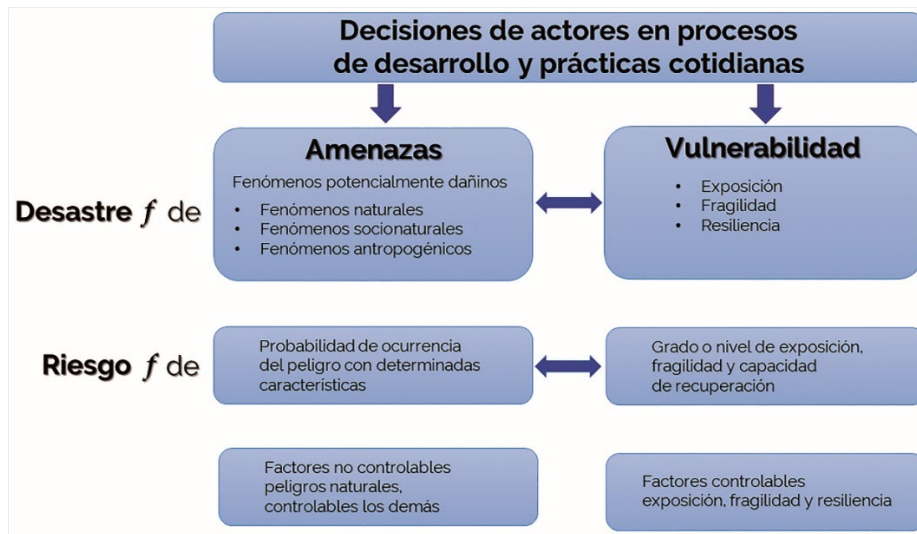 Decisiones de actores en procesos
de desarrollo y prácticas cotidianas
Desastre f de
Amenazas
Fenómenos potencialmente dañinos
• Fenómenos naturales
• Fenómenos socionaturales
• Fenómenos antropogénicos
Vulnerabilidad
• Exposición
• Fragilidad
• Resiliencia
Riesgo f de
Probabilidad de ocurrencia
del peligro con determinadas
características
Grado o nivel de exposición,
fragilidad y capacidad
de recuperación
Factores no controlables
peligros naturales,
controlables los demás
Factores controlables
exposición, fragilidad y resiliencia